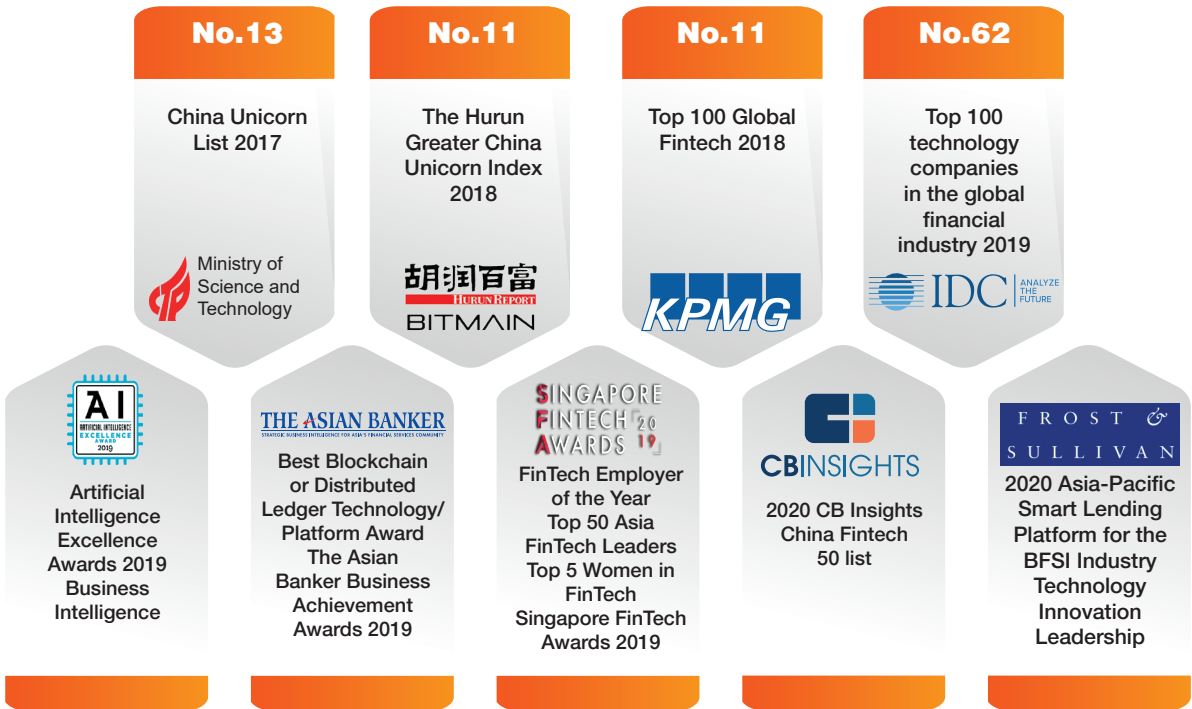 No.13
China Unicorn
List 2017
Ministry of
Science and
Technology
No.11
The Hurun
Greater China
Unicorn Index
2018
胡润百富
HURUN REPORT
BITMAIN
No.11
Top 100 Global
Fintech 2018
KPMG
No.62
Top 100
technology
companies
in the global
financial
industry 2019
IDC
ANALYZE
THE
FUTURE
AI
ARTIFICIAL INTELLIGENCE
EXCELLENCE
AWARD
2019
Artificial
Intelligence
Excellence
Awards 2019
Business
Intelligence
THE ASIAN BANKER
STRATEGIC BUSINESS INTELLIGENCE FOR ASIA'S FINANCIAL SERVICES COMMUNITY
Best Blockchain
or Distributed
Ledger Technology/
Platform Award
The Asian
Banker Business
Achievement
Awards 2019
SINGAPORE
FINTECH「20
AWARDS 19」
FinTech Employer
of the Year
Top 50 Asia
FinTech Leaders
Top 5 Women in
FinTech
Singapore FinTech
Awards 2019
CBINSIGHTS
2020 CB Insights
China Fintech
50 list
FROST &
SULLIVAN
2020 Asia-Pacific
Smart Lending
Platform for the
BFSI Industry
Technology
Innovation
Leadership